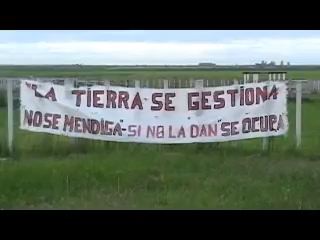 "LA TIERRA SE GESTIONA
NO SE MENDIGA-SI NO LA DAN "SE OCUPA"